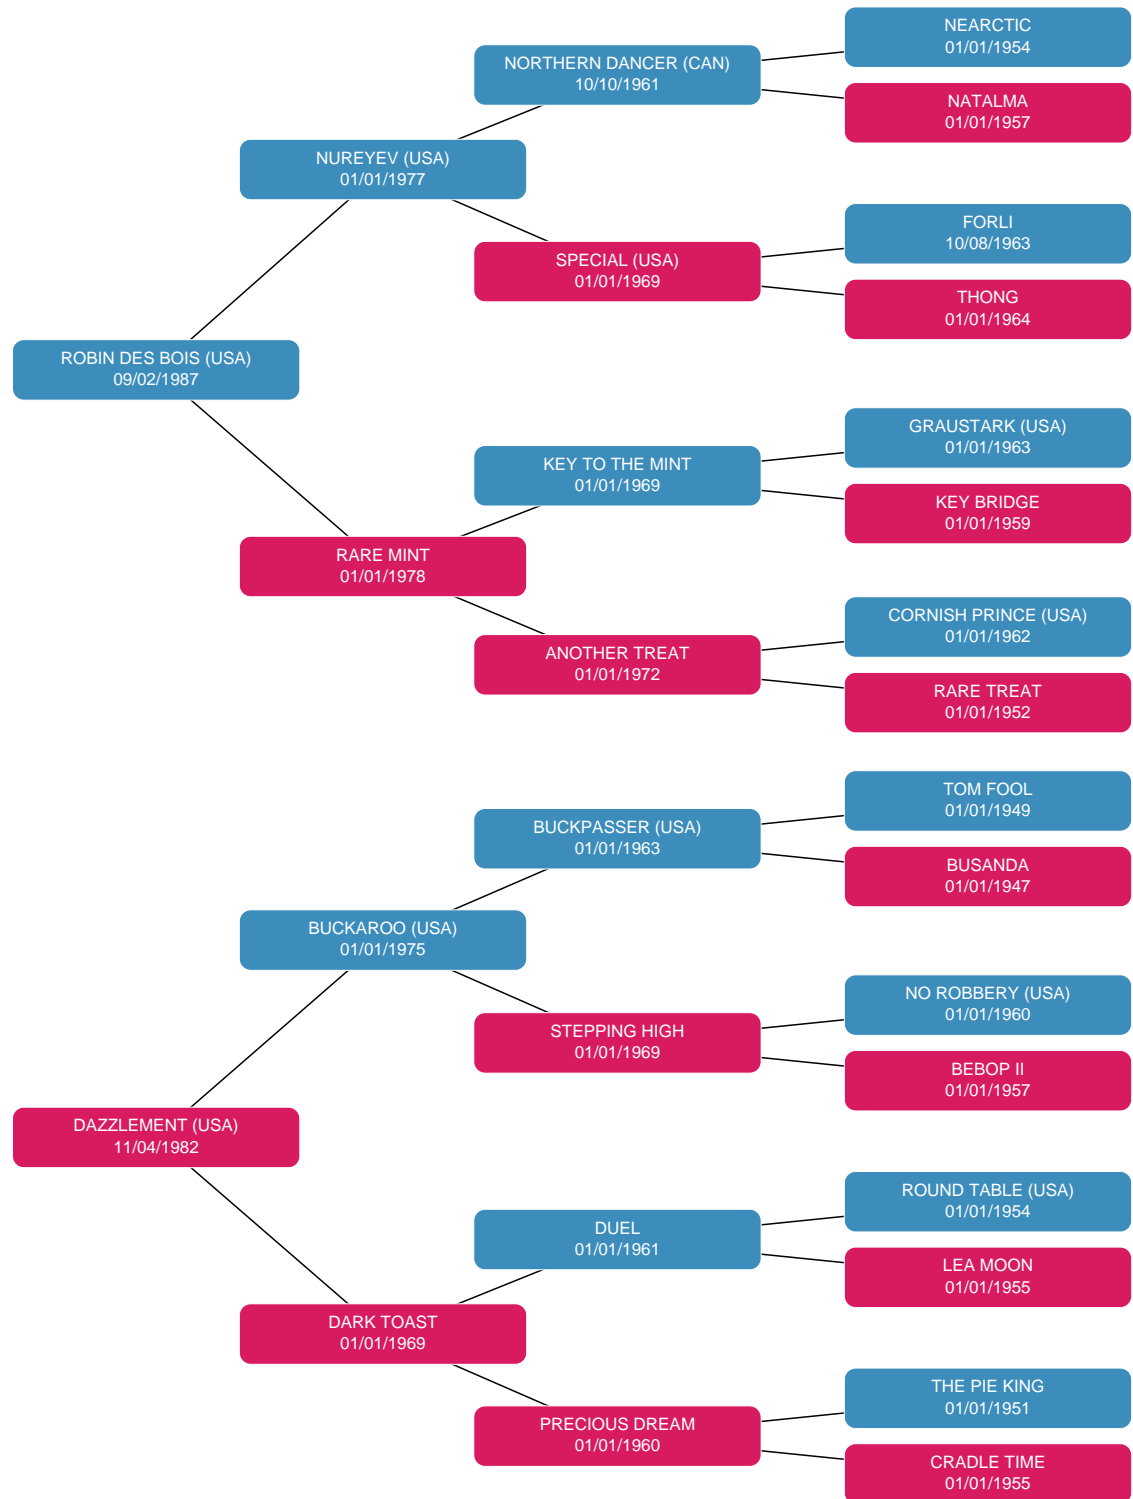 NEARCTIC
01/01/1954
NORTHERN DANCER (CAN)
10/10/1961
NATALMA
01/01/1957
NUREYEV (USA)
01/01/1977
FORLI
10/08/1963
SPECIAL (USA)
01/01/1969
THONG
01/01/1964
ROBIN DES BOIS (USA)
09/02/1987
GRAUSTARK (USA)
01/01/1963
KEY TO THE MINT
01/01/1969
KEY BRIDGE
01/01/1959
RARE MINT
01/01/1978
CORNISH PRINCE (USA)
01/01/1962
ANOTHER TREAT
01/01/1972
RARE TREAT
01/01/1952
TOM FOOL
01/01/1949
BUCKPASSER (USA)
01/01/1963
BUSANDA
01/01/1947
BUCKAROO (USA)
01/01/1975
NO ROBBERY (USA)
01/01/1960
STEPPING HIGH
01/01/1969
BEBOP II
01/01/1957
DAZZLEMENT (USA)
11/04/1982
ROUND TABLE (USA)
01/01/1954
DUEL
01/01/1961
LEA MOON
01/01/1955
DARK TOAST
01/01/1969
THE PIE KING
01/01/1951
PRECIOUS DREAM
01/01/1960
CRADLE TIME
01/01/1955